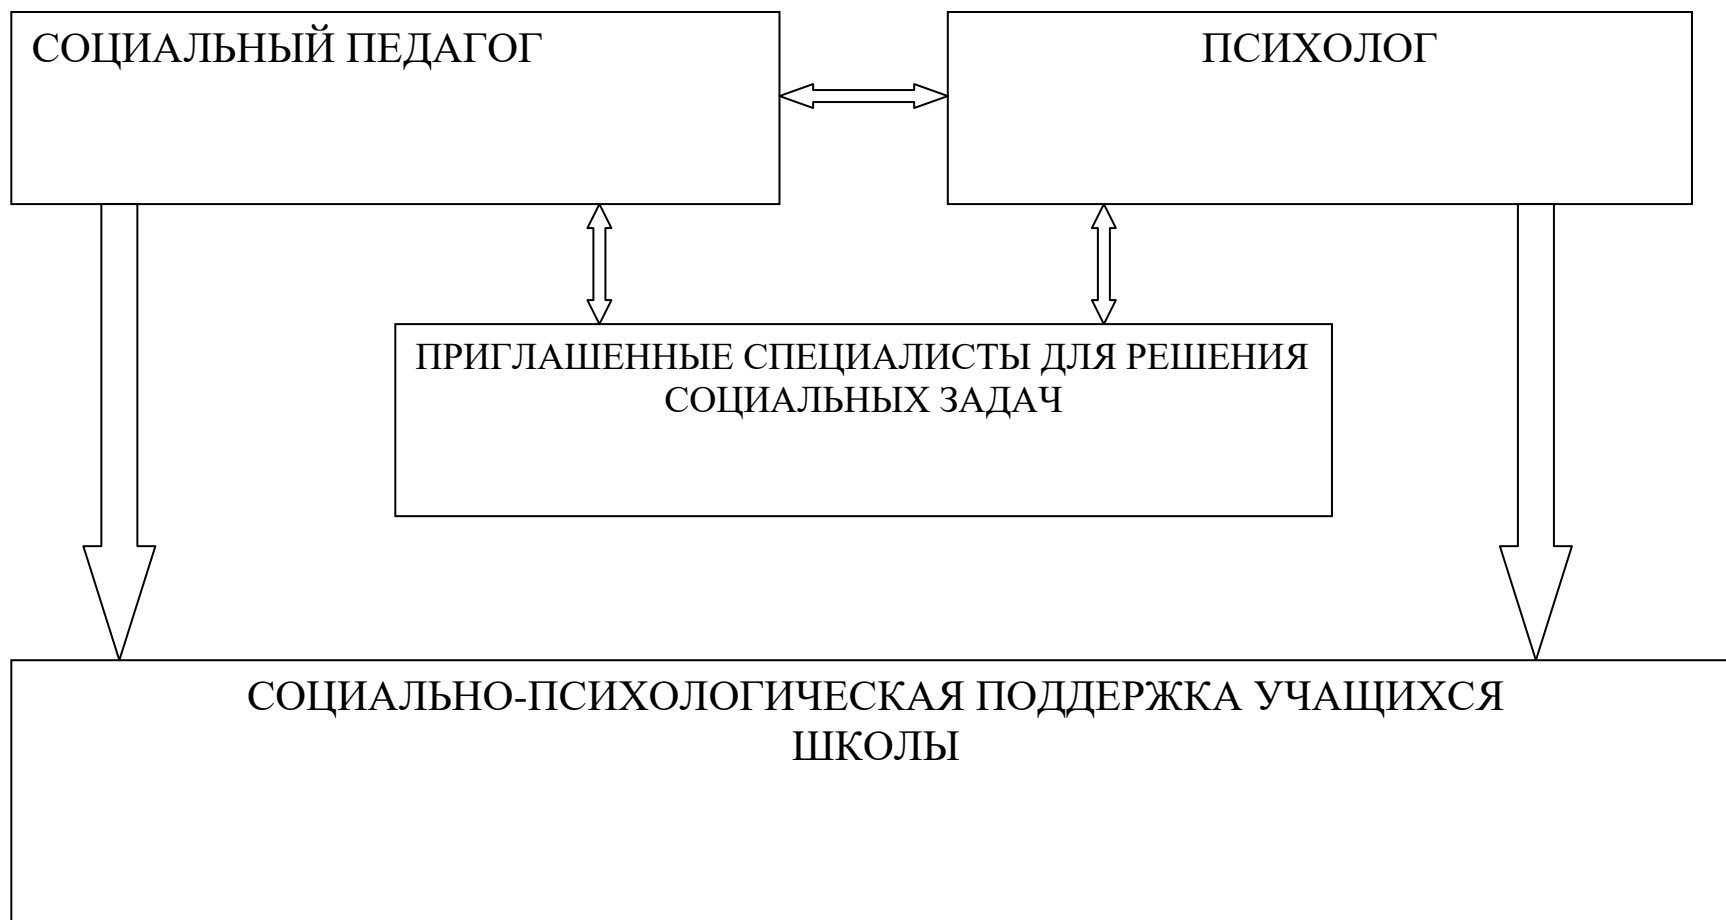 СОЦИАЛЬНЫЙ ПЕДАГОГ
ПСИХОЛОГ
ПРИГЛАШЕННЫЕ СПЕЦИАЛИСТЫ ДЛЯ РЕШЕНИЯ
СОЦИАЛЬНЫХ ЗАДАЧ
СОЦИАЛЬНО-ПСИХОЛОГИЧЕСКАЯ ПОДДЕРЖКА УЧАЩИХСЯ
ШКОЛЫ